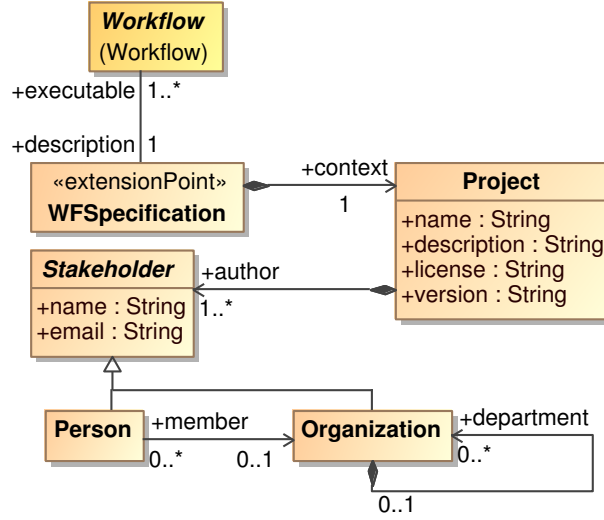 Workflow
(Workflow)
+executable 1..*
+description 1
«extensionPoint»
WFSpecification
+context
1
Project
+name : String
+description : String
+license : String
+version : String
Stakeholder
+name : String
+email : String
+author
1..*
Person
+member
0..* 0..1
Organization
+department
0..*
0..1